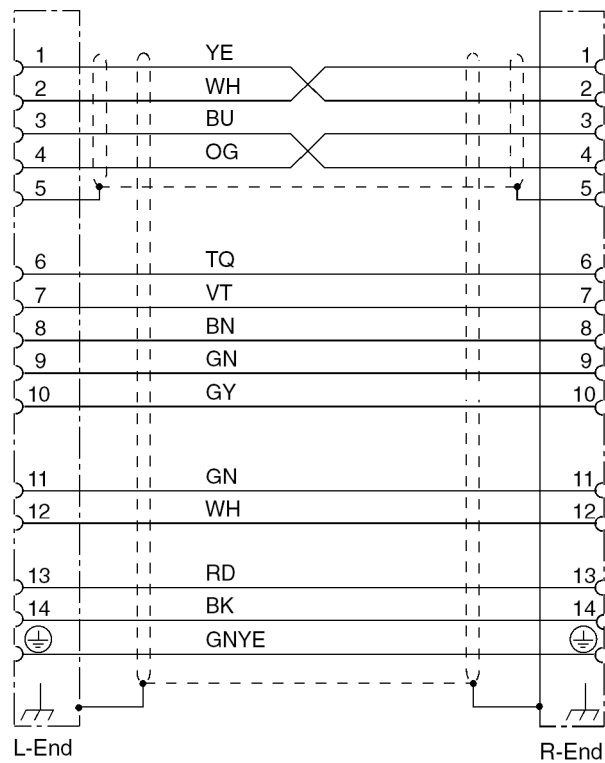 1 YE 1
2 WH 2
3 BU 3
4 OG 4
5 5
6 TQ 6
7 VT 7
8 BN 8
9 GN 9
10 GY 10
11 GN 11
12 WH 12
13 RD 13
14 BK 14
GNYE
L-End R-End